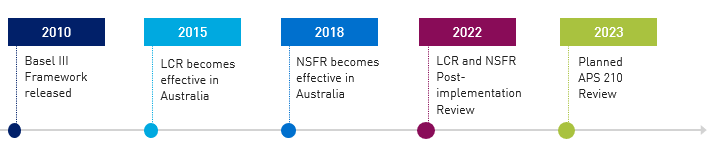 2010
Basel III
Framework
released
2015
LCR becomes
effective in
Australia
2018
NSFR becomes
effective in
Australia
2022
LCR and NSFR
Post-
implementation
Review
2023
Planned
APS 210
Review